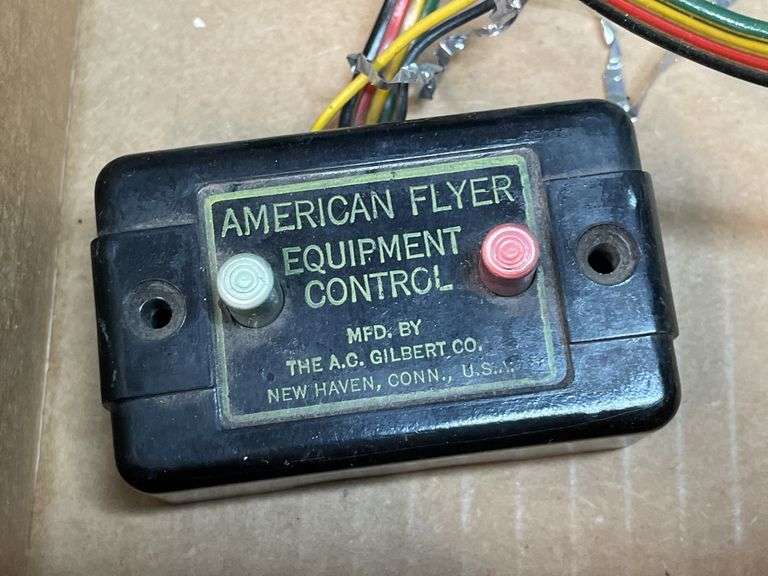 AMERICAN FLYER
EQUIPMENT
CONTROL
MFD. BY
THE A.C. GILBERT CO.
NEW HAVEN, CONN., U.S.A.